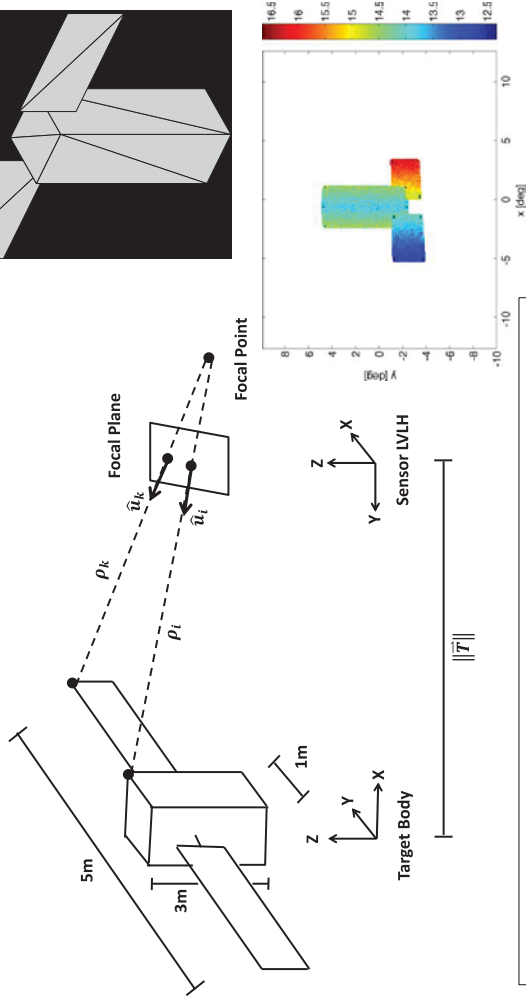 5m
3m
1m
ρₖ
ρᵢ
ûₖ
ûᵢ
Focal Plane
Focal Point
Z
Y
X
Target Body
Z
X
Y
Sensor LVLH
‖T⃗‖
8
6
4
2
0
-2
-4
-6
-8
-10
y [deg]
-10
-5
0
5
10
x [deg]
16.5
16
15.5
15
14.5
14
13.5
13
12.5